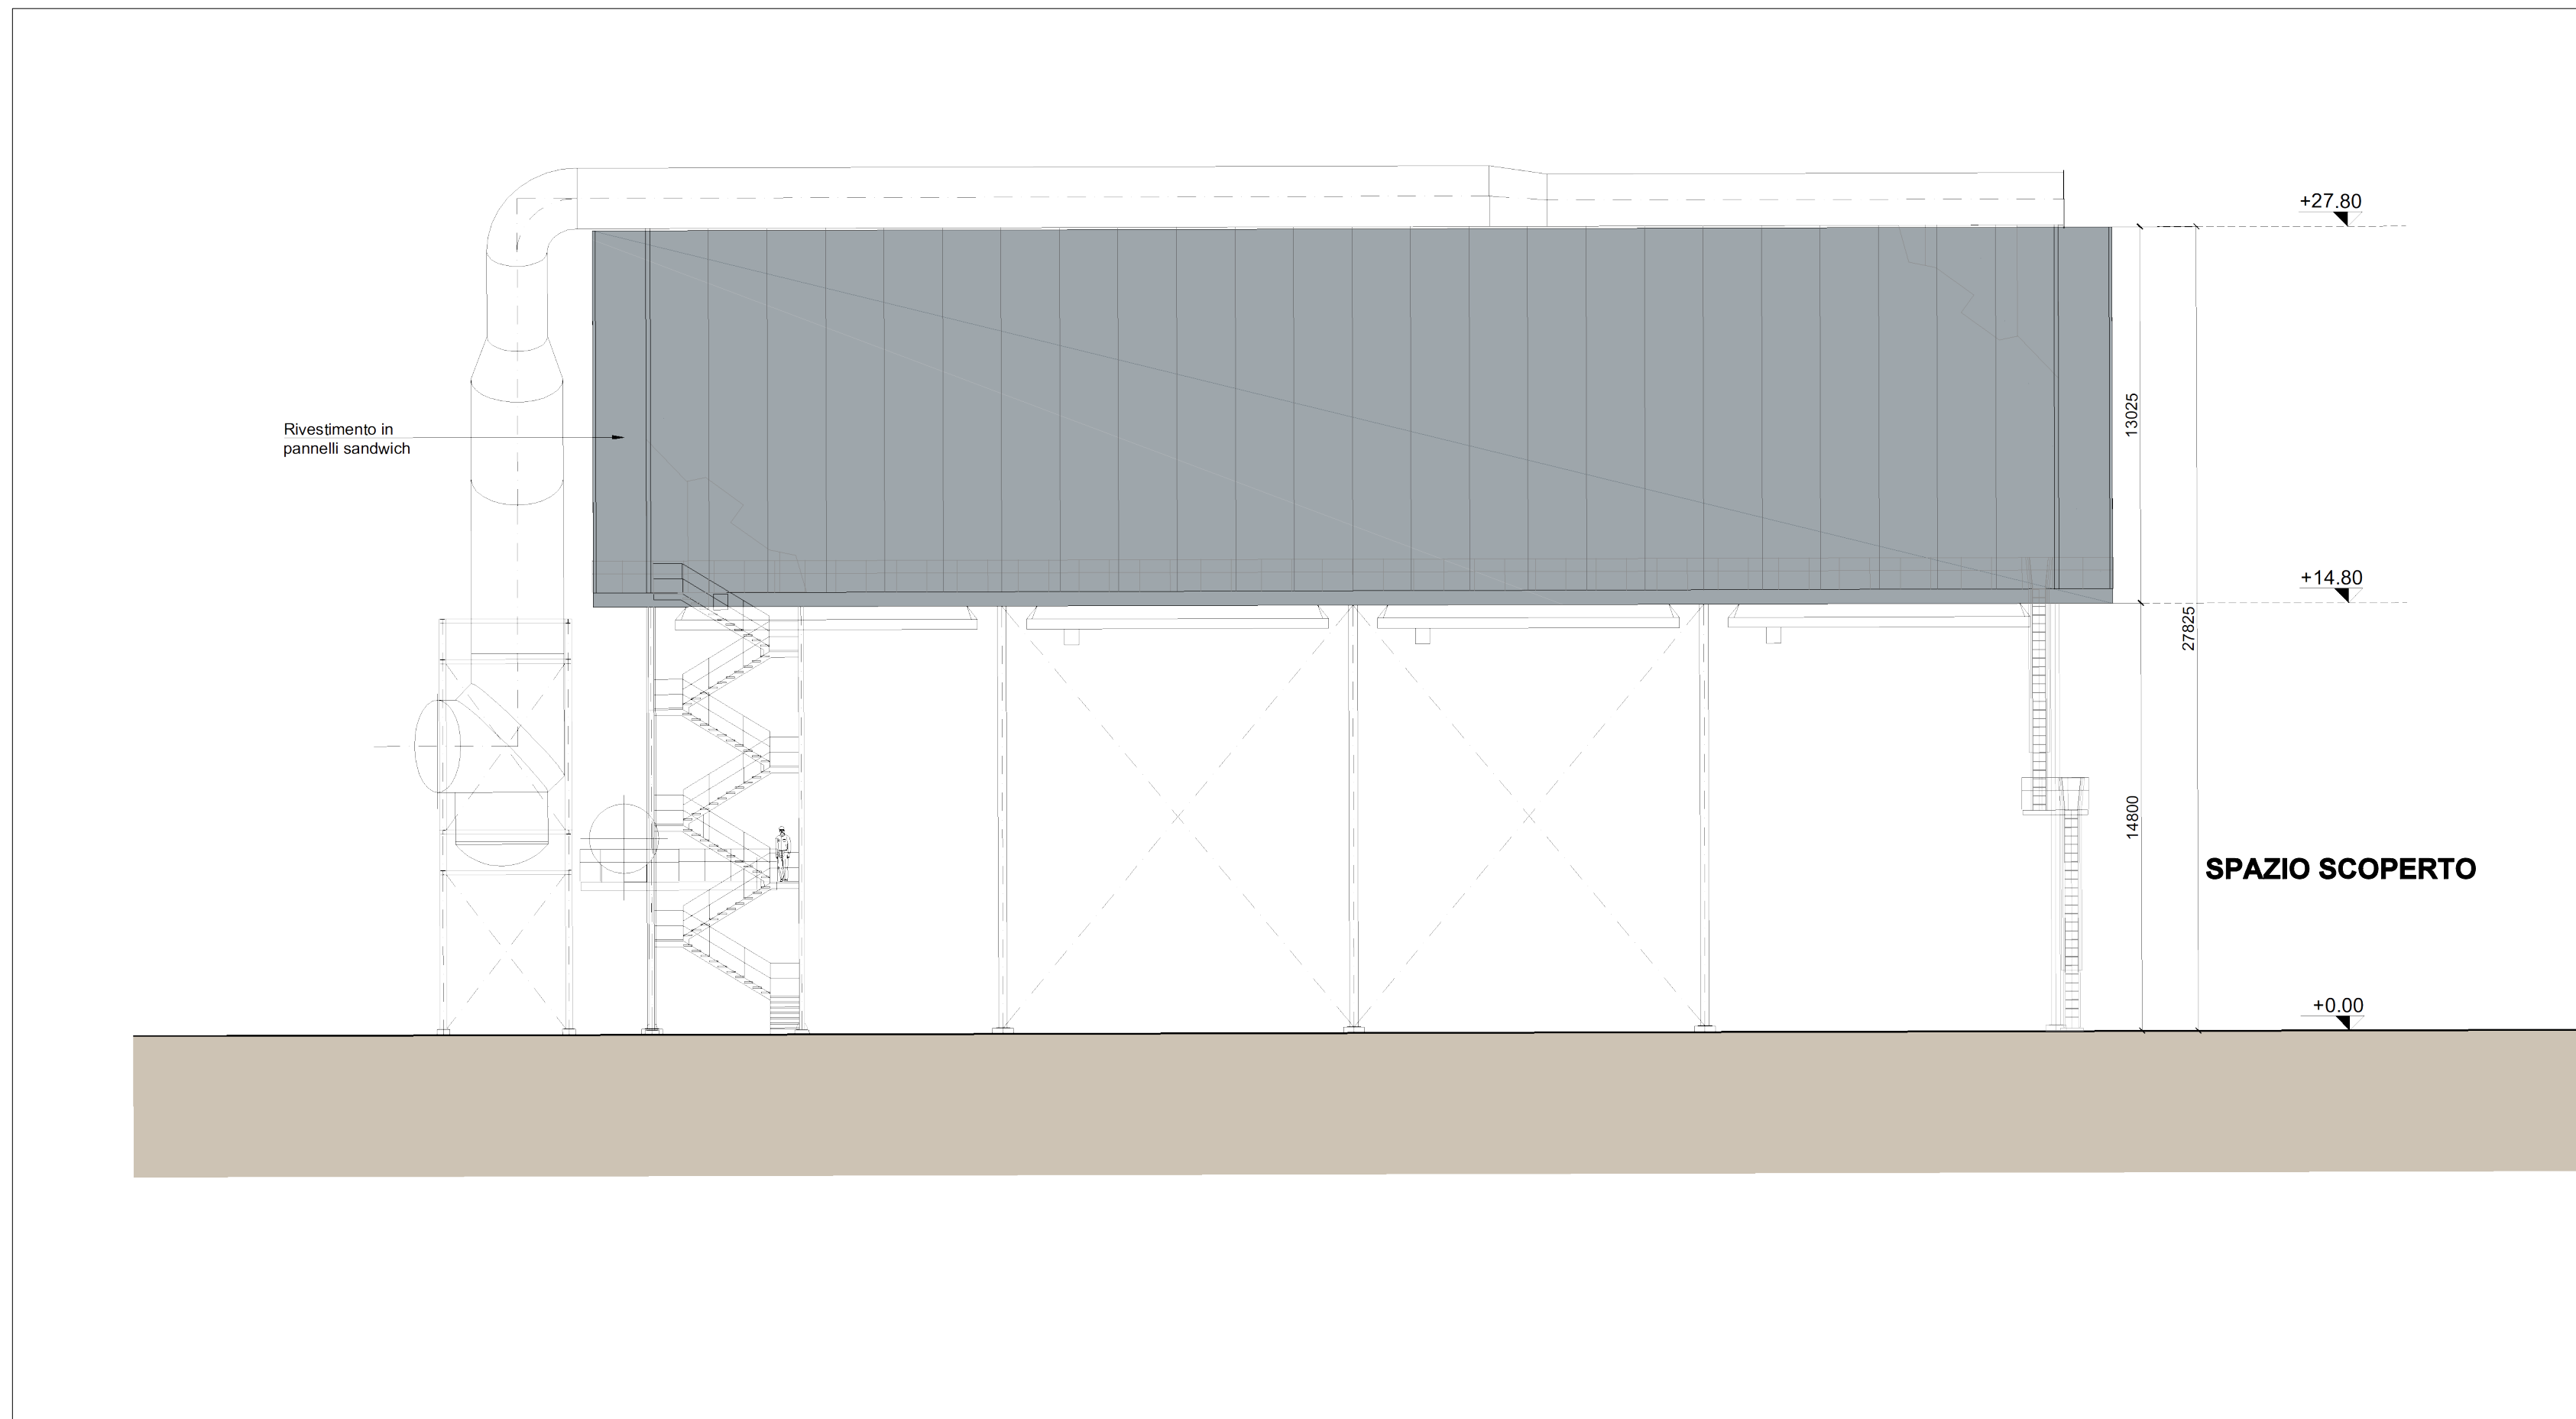 +27.80
13025
Rivestimento in
pannelli sandwich
+14.80
27825
14800
SPAZIO SCOPERTO
+0.00